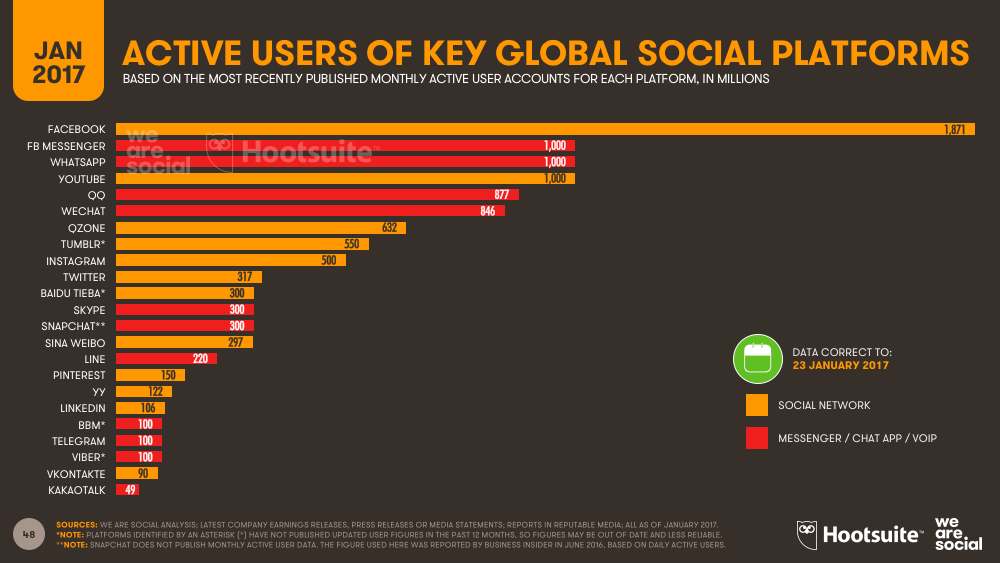 JAN
2017
ACTIVE USERS OF KEY GLOBAL SOCIAL PLATFORMS
BASED ON THE MOST RECENTLY PUBLISHED MONTHLY ACTIVE USER ACCOUNTS FOR EACH PLATFORM, IN MILLIONS
FACEBOOK 1,871
we
are
social
Hootsuite™
FB MESSENGER 1,000
WHATSAPP 1,000
YOUTUBE 1,000
QQ 877
WECHAT 846
QZONE 632
TUMBLR* 550
INSTAGRAM 500
TWITTER 317
BAIDU TIEBA* 300
SKYPE 300
SNAPCHAT** 300
SINA WEIBO 297
LINE 220
PINTEREST 150
YY 122
LINKEDIN 106
BBM* 100
TELEGRAM 100
VIBER* 100
VKONTAKTE 90
KAKAOTALK 49
DATA CORRECT TO:
23 JANUARY 2017
SOCIAL NETWORK
MESSENGER / CHAT APP / VOIP
48
SOURCES: WE ARE SOCIAL ANALYSIS; LATEST COMPANY EARNINGS RELEASES, PRESS RELEASES OR MEDIA STATEMENTS; REPORTS IN REPUTABLE MEDIA; ALL AS OF JANUARY 2017.
*NOTE: PLATFORMS IDENTIFIED BY AN ASTERISK (*) HAVE NOT PUBLISHED UPDATED USER FIGURES IN THE PAST 12 MONTHS, SO FIGURES MAY BE OUT OF DATE AND LESS RELIABLE.
**NOTE: SNAPCHAT DOES NOT PUBLISH MONTHLY ACTIVE USER DATA. THE FIGURE USED HERE WAS REPORTED BY BUSINESS INSIDER IN JUNE 2016, BASED ON DAILY ACTIVE USERS.
Hootsuite™
we
are
social